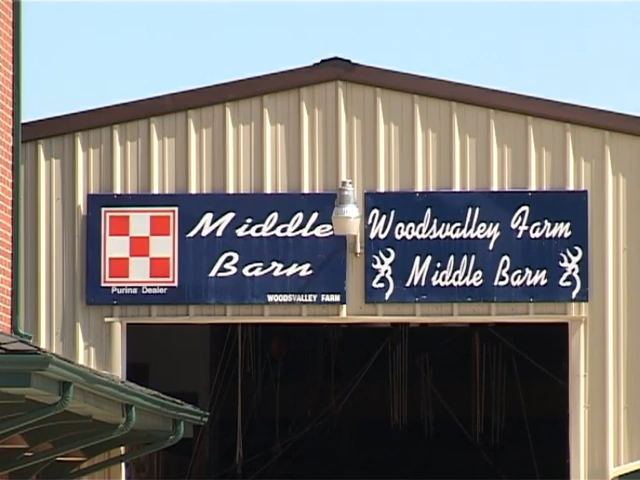 Middle
Barn
Purina Dealer
WOODSVALLEY FARM
Woodsvalley Farm
Middle Barn